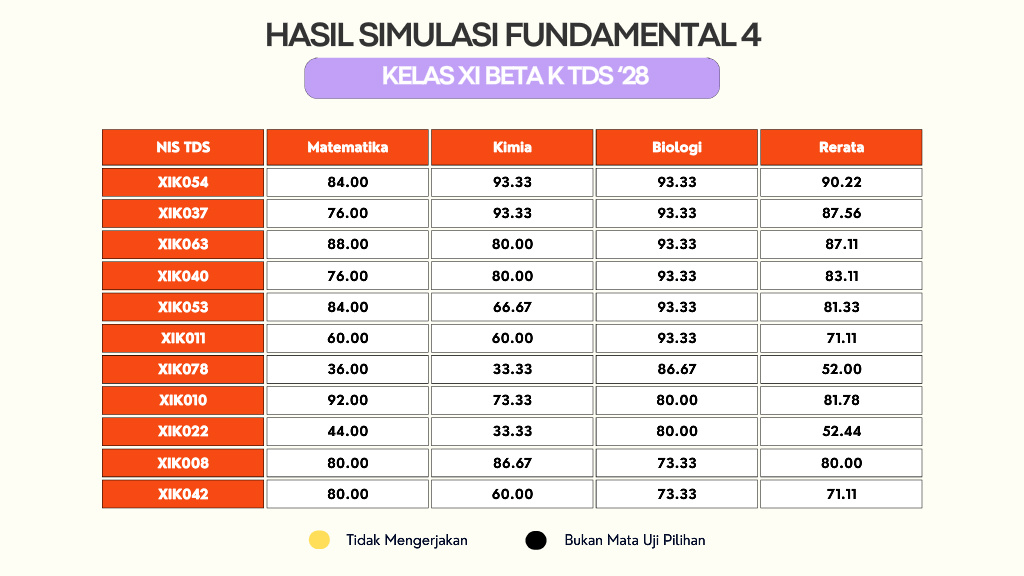 HASIL SIMULASI FUNDAMENTAL 4
KELAS XI BETA K TDS ‘28
NIS TDS Matematika Kimia Biologi Rerata
XIK054 84.00 93.33 93.33 90.22
XIK037 76.00 93.33 93.33 87.56
XIK063 88.00 80.00 93.33 87.11
XIK040 76.00 80.00 93.33 83.11
XIK053 84.00 66.67 93.33 81.33
XIK011 60.00 60.00 93.33 71.11
XIK078 36.00 33.33 86.67 52.00
XIK010 92.00 73.33 80.00 81.78
XIK022 44.00 33.33 80.00 52.44
XIK008 80.00 86.67 73.33 80.00
XIK042 80.00 60.00 73.33 71.11
Tidak Mengerjakan Bukan Mata Uji Pilihan